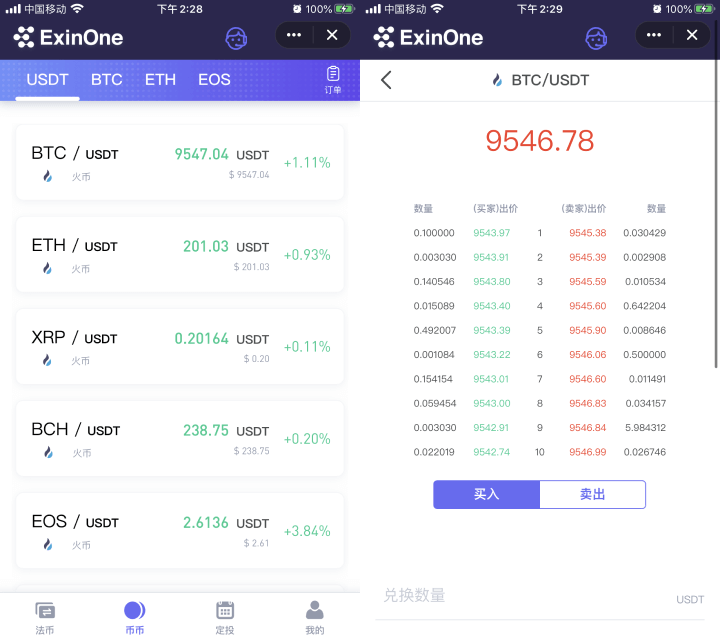 中国移动 下午2:28 100%
ExinOne
USDT BTC ETH EOS 订单
BTC / USDT 9547.04 USDT +1.11%
火币 $ 9547.04
ETH / USDT 201.03 USDT +0.93%
火币 $ 201.03
XRP / USDT 0.20164 USDT +0.11%
火币 $ 0.20
BCH / USDT 238.75 USDT +0.20%
火币 $ 238.75
EOS / USDT 2.6136 USDT +3.84%
火币 $ 2.61
法币 币币 定投 我的
中国移动 下午2:29 100%
ExinOne
BTC/USDT
9546.78
数量 (买家)出价 (卖家)出价 数量
0.100000 9543.97 1 9545.38 0.030429
0.003030 9543.91 2 9545.39 0.002908
0.140546 9543.80 3 9545.59 0.010534
0.015089 9543.40 4 9545.60 0.642204
0.492007 9543.39 5 9545.90 0.008646
0.001084 9543.22 6 9546.06 0.500000
0.154154 9543.01 7 9546.60 0.011491
0.059454 9543.00 8 9546.83 0.034157
0.003030 9542.91 9 9546.84 5.984312
0.022019 9542.74 10 9546.99 0.026746
买入 卖出
兑换数量 USDT